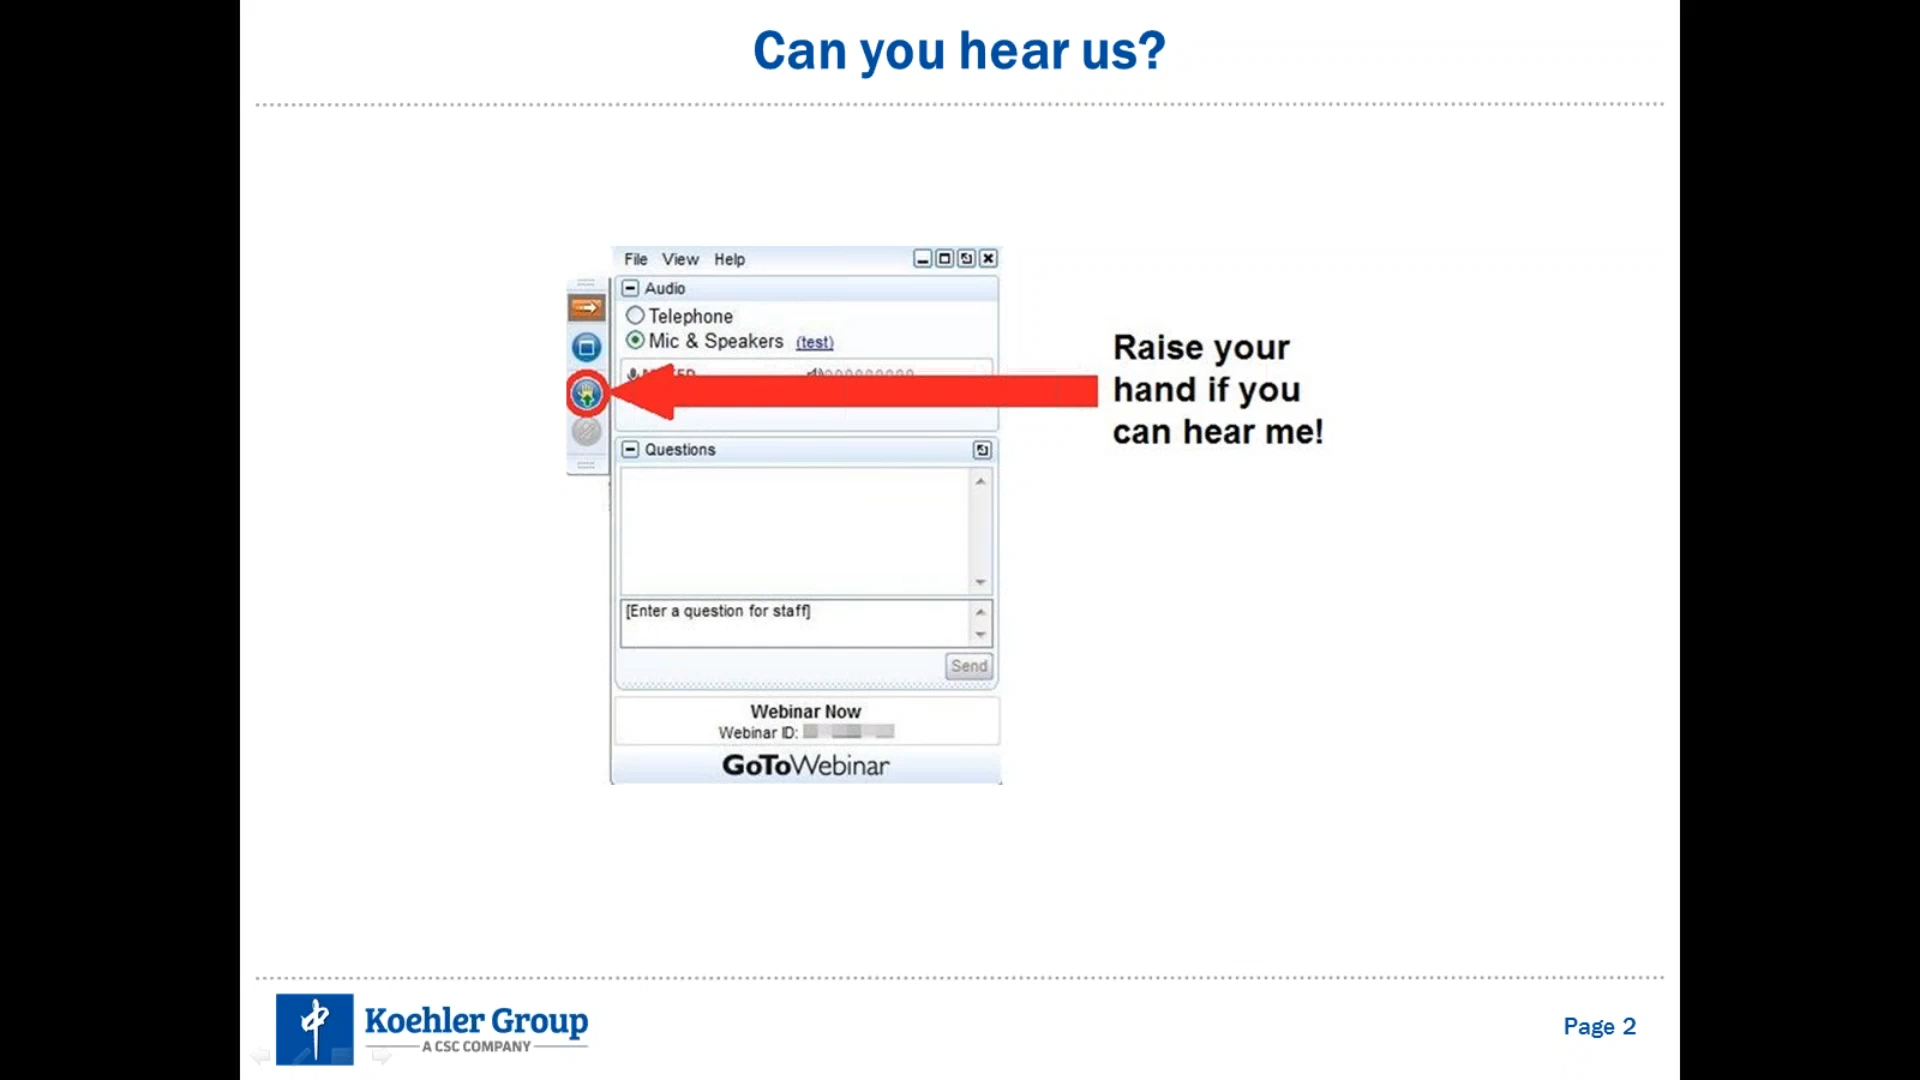 Can you hear us?
File View Help
Audio
Telephone
Mic & Speakers (test)
Raise your
hand if you
can hear me!
Questions
[Enter a question for staff]
Send
Webinar Now
Webinar ID:
GoToWebinar
Koehler Group
A CSC COMPANY
Page 2